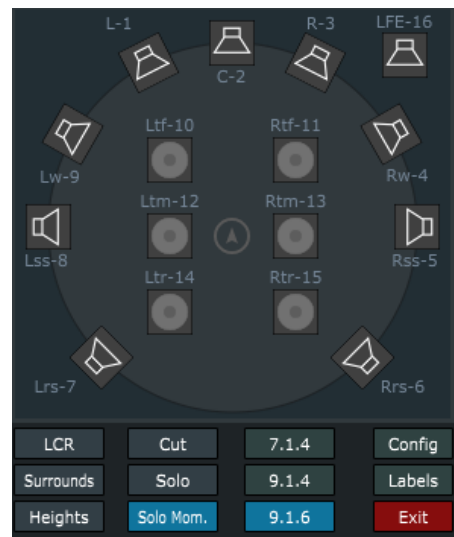 L-1 R-3 LFE-16
C-2
Ltf-10 Rtf-11
Lw-9 Rw-4
Ltm-12 Rtm-13
Lss-8 Rss-5
Ltr-14 Rtr-15
Lrs-7 Rrs-6
LCR Cut 7.1.4 Config
Surrounds Solo 9.1.4 Labels
Heights Solo Mom. 9.1.6 Exit